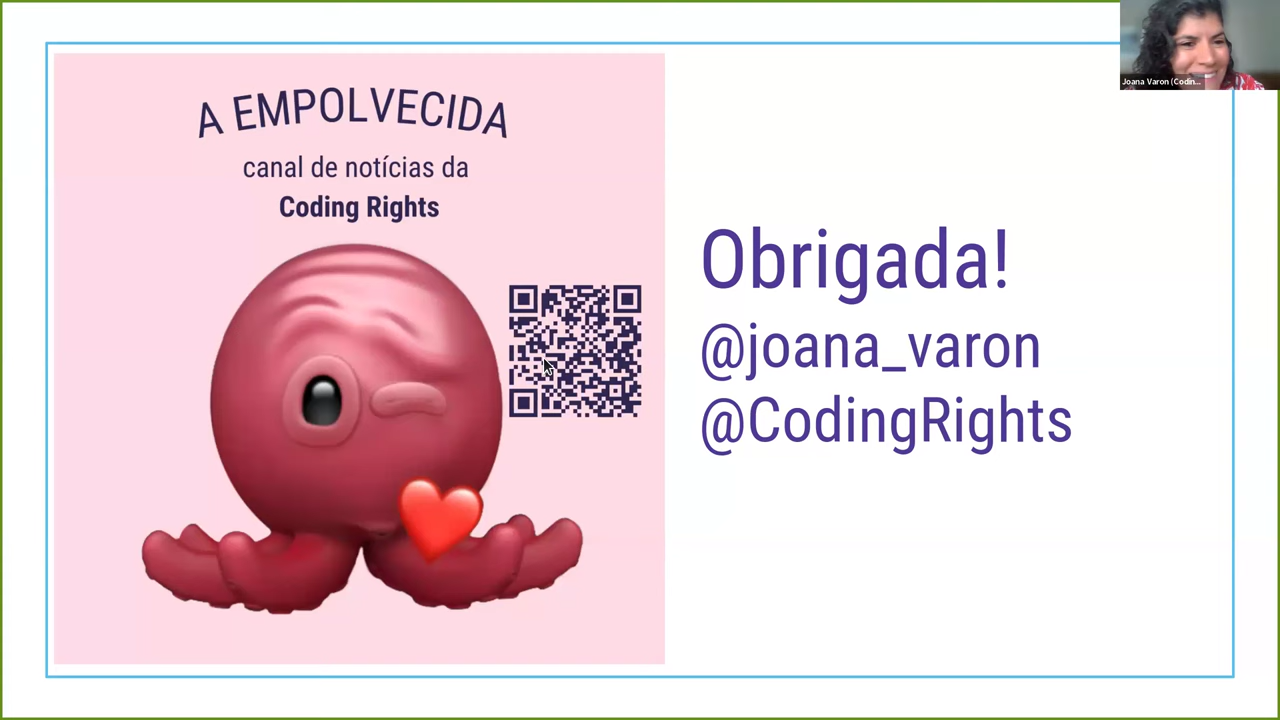 Joana Varon (Codin...
A EMPOLVECIDA
canal de notícias da
Coding Rights
Obrigada!
@joana_varon
@CodingRights